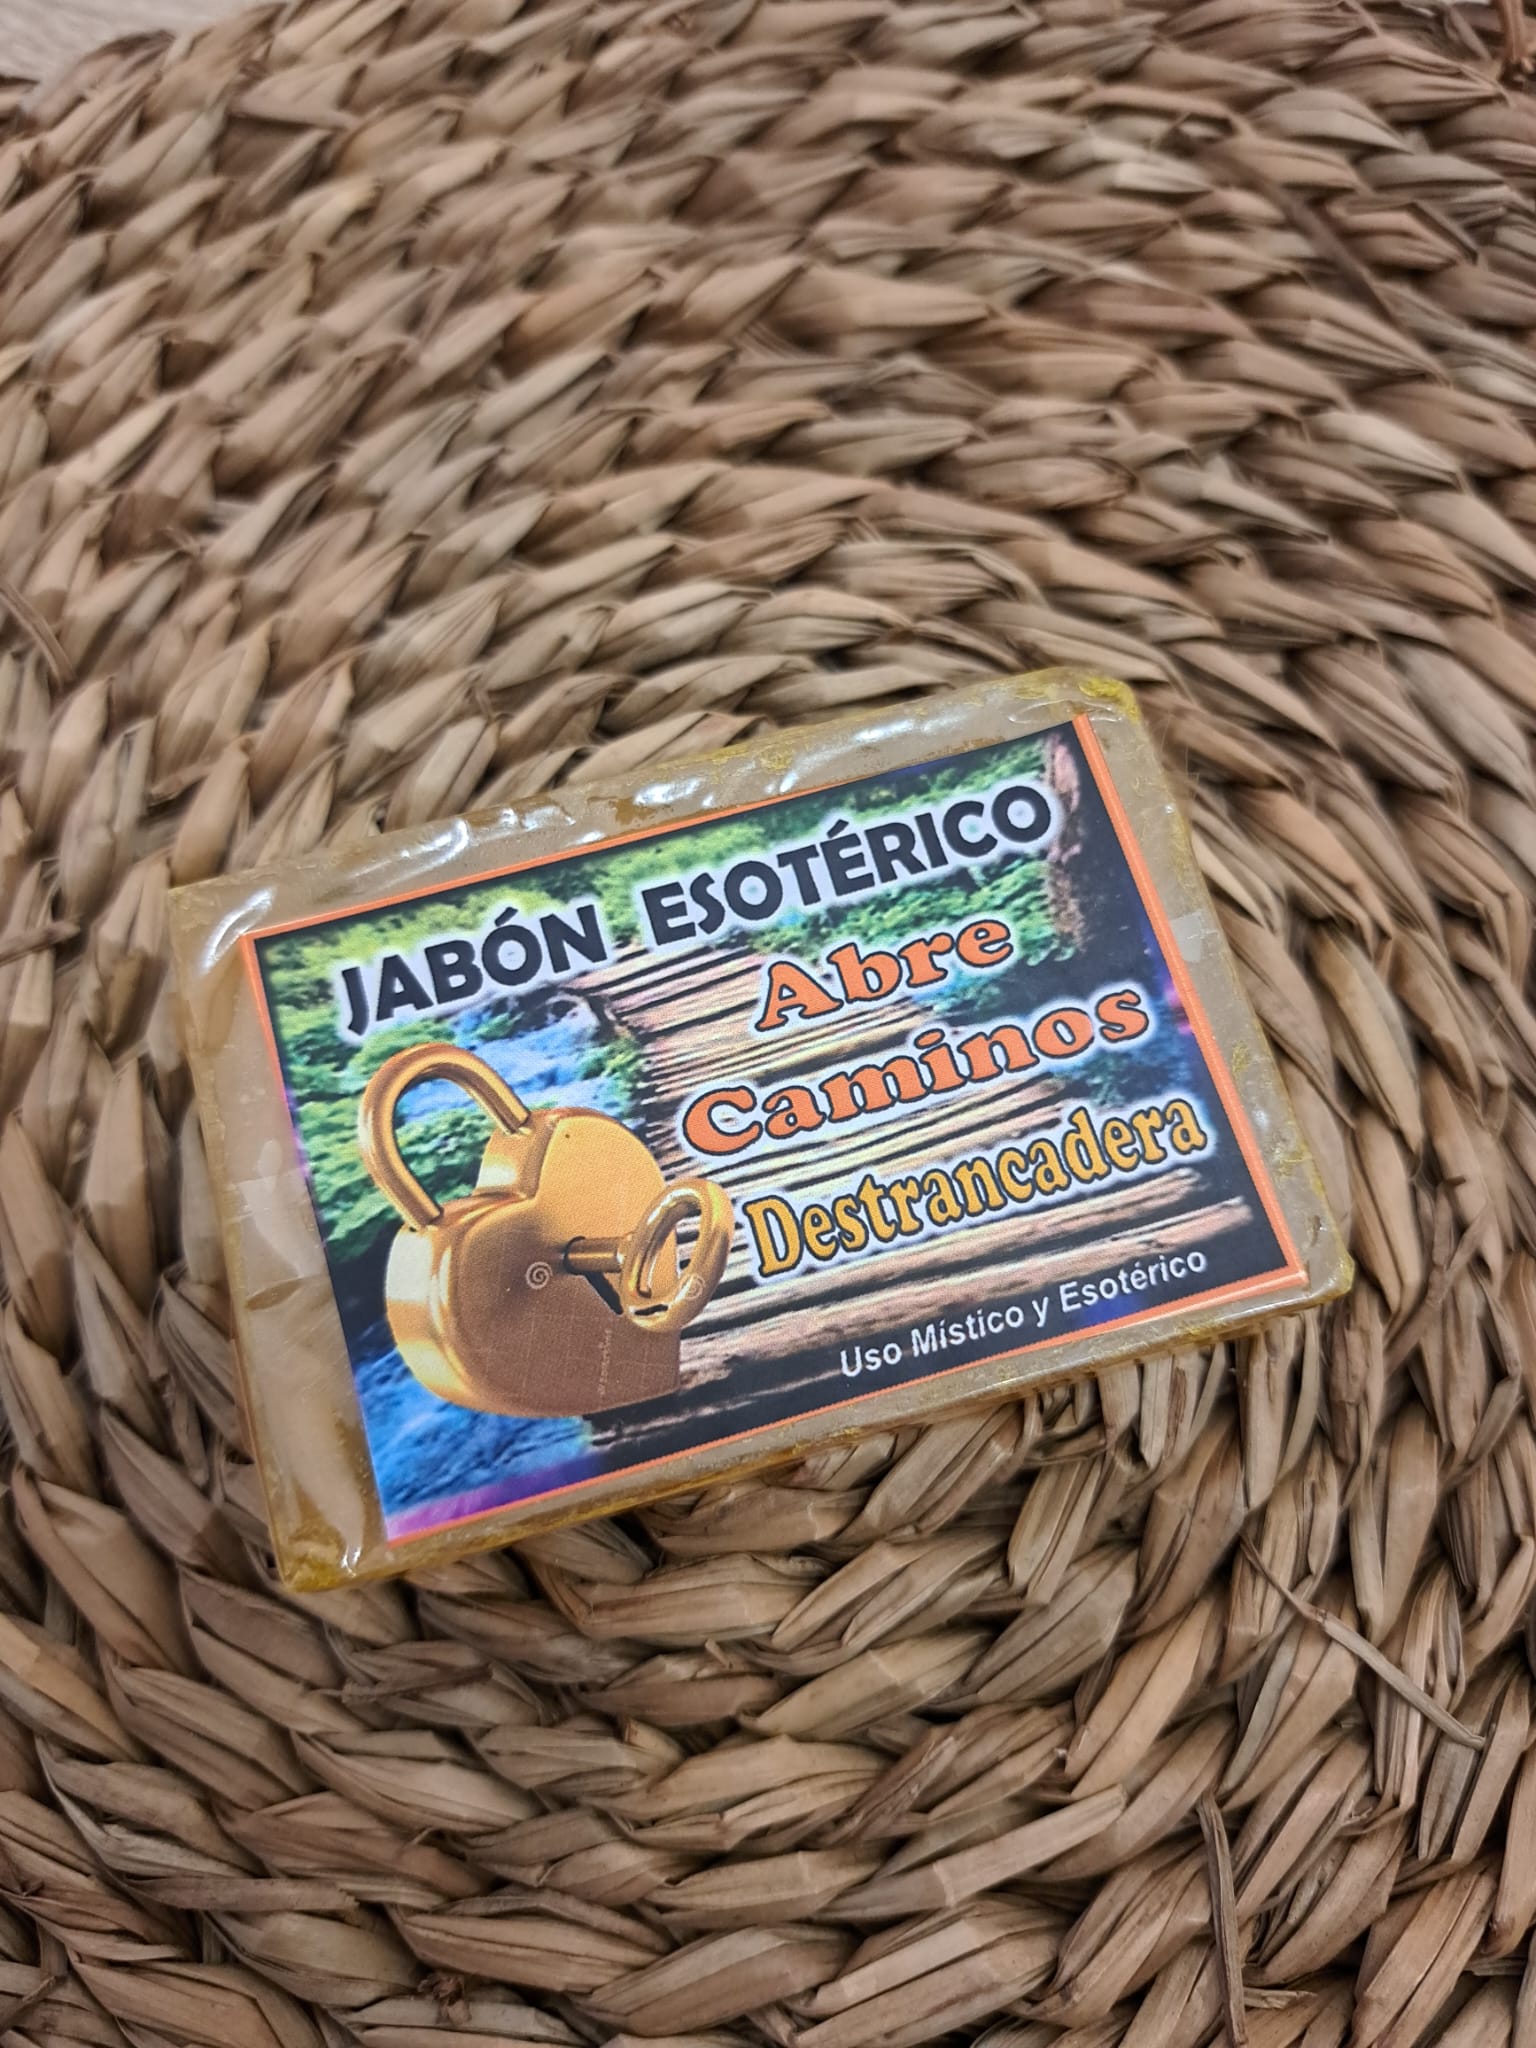 JABÓN ESOTÉRICO
Abre
Caminos
Destrancadera
Uso Místico y Esotérico